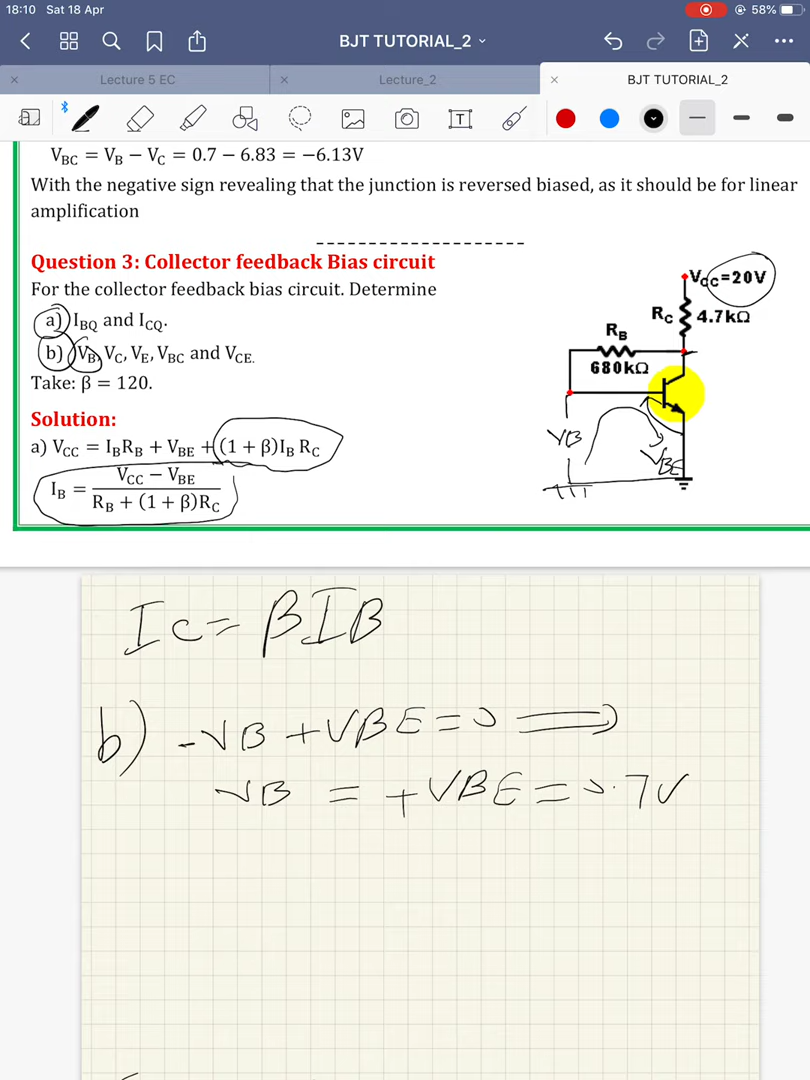 18:10 Sat 18 Apr
58%
BJT TUTORIAL_2
Lecture 5 EC
Lecture_2
BJT TUTORIAL_2
V_BC = V_B − V_C = 0.7 − 6.83 = −6.13V
With the negative sign revealing that the junction is reversed biased, as it should be for linear
amplification
Question 3: Collector feedback Bias circuit
For the collector feedback bias circuit. Determine
a) I_BQ and I_CQ.
b) V_B, V_C, V_E, V_BC and V_CE.
Take: β = 120.
Solution:
a) V_CC = I_B R_B + V_BE + (1 + β)I_B R_C
I_B = (V_CC − V_BE) / (R_B + (1 + β)R_C)
V_CC=20V
R_C 4.7kΩ
R_B
680kΩ
VB
VBE
IC = βIB
b) -VB + VBE = 0 ⟹
VB = +VBE = 0.7V